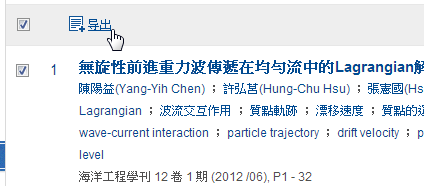 导出
1 無旋性前進重力波傳遞在均勻流中的Lagrangian解
陳陽益(Yang-Yih Chen) ； 許弘莒(Hung-Chu Hsu) ； 張憲國(Hs
Lagrangian ； 波流交互作用 ； 質點軌跡 ； 漂移速度 ； 質點的
wave-current interaction ； particle trajectory ； drift velocity ； p
level
海洋工程學刊 12 卷 1 期 (2012 /06), P1 - 32